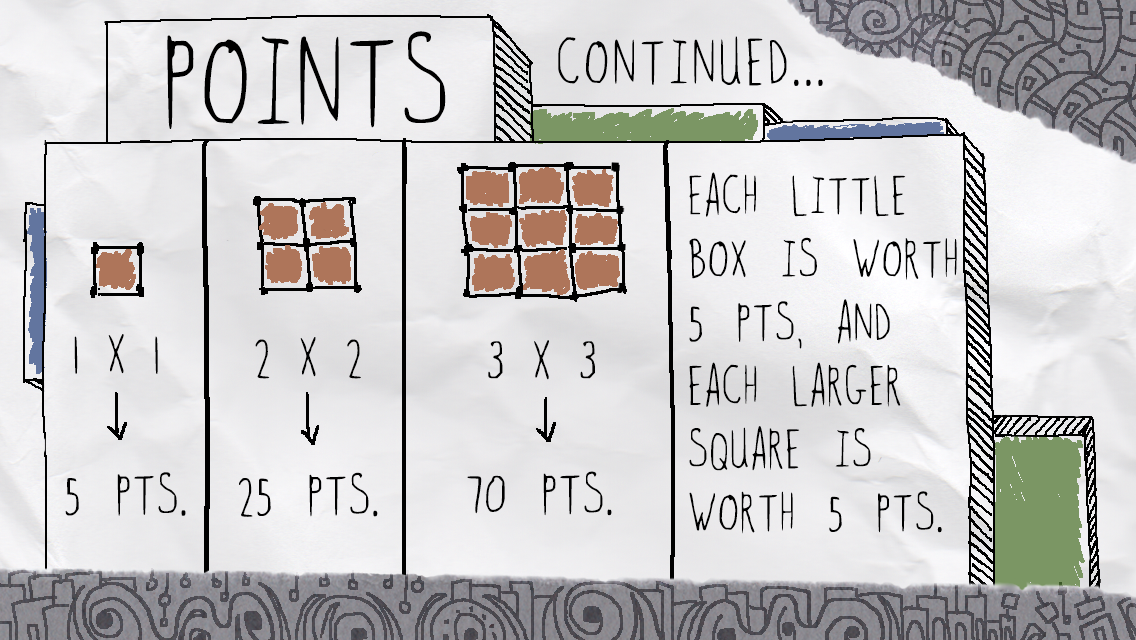 POINTS
CONTINUED...
1 X 1
5 PTS.
2 X 2
25 PTS.
3 X 3
70 PTS.
EACH LITTLE
BOX IS WORTH
5 PTS, AND
EACH LARGER
SQUARE IS
WORTH 5 PTS.